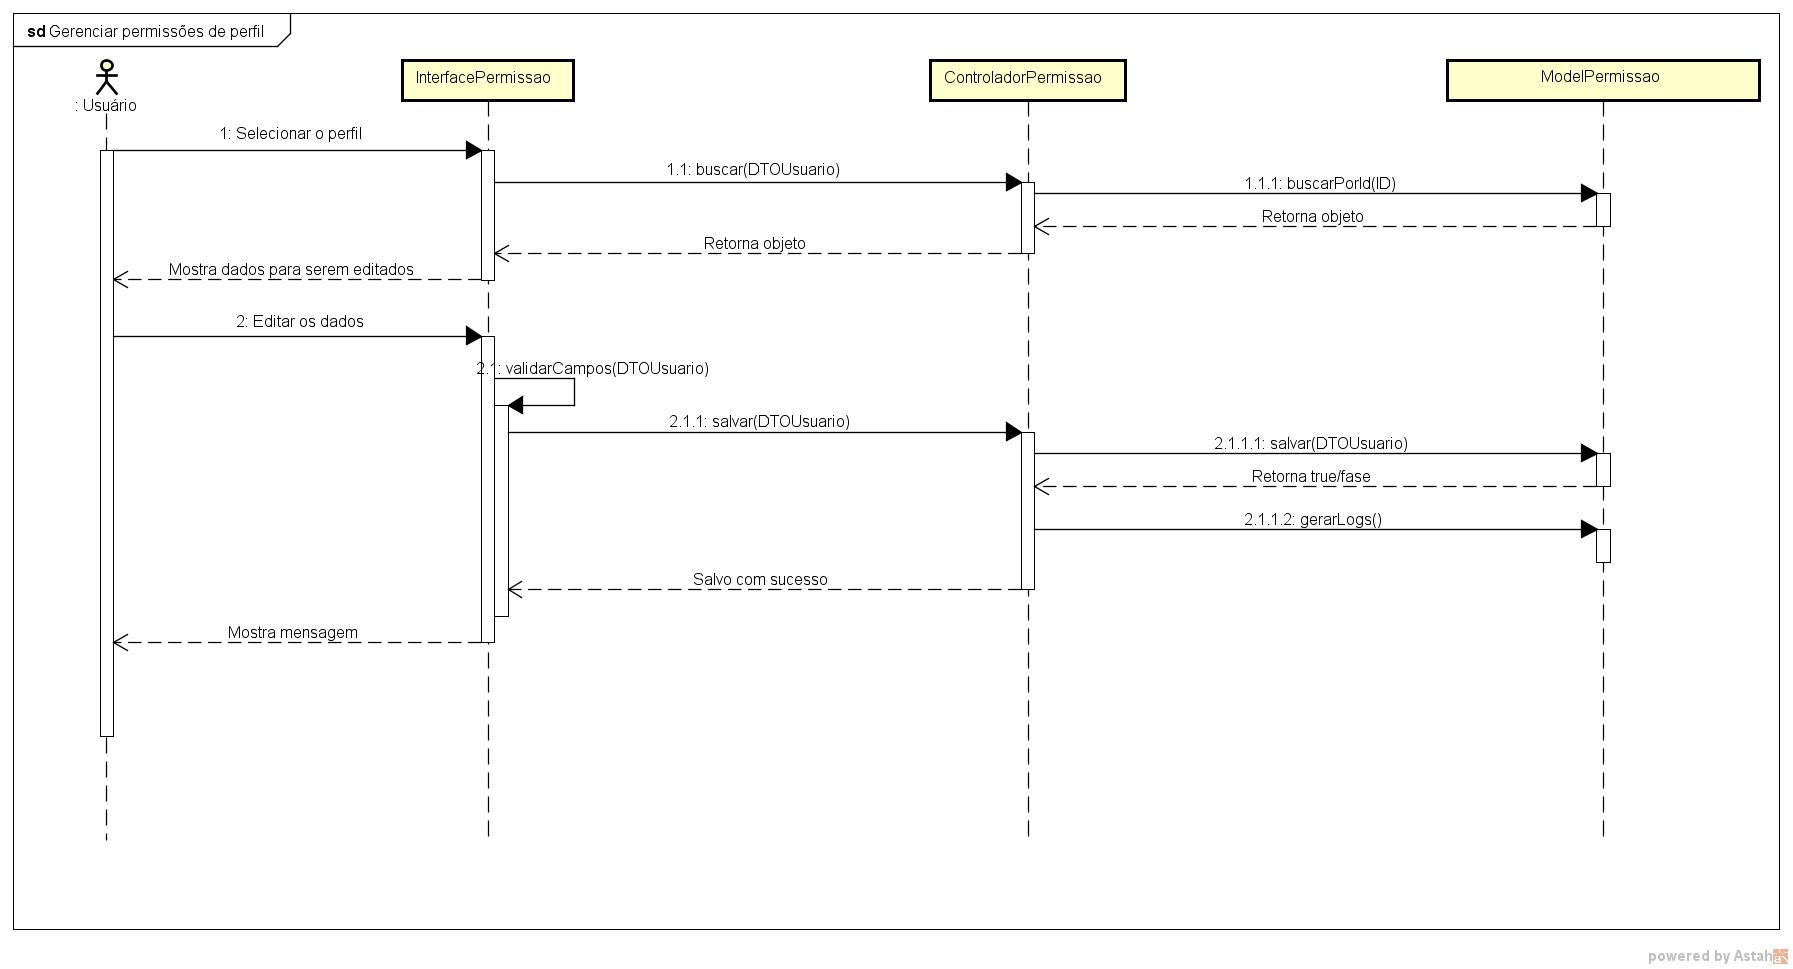 sd Gerenciar permissões de perfil
: Usuário
InterfacePermissao
ControladorPermissao
ModelPermissao
1: Selecionar o perfil
1.1: buscar(DTOUsuario)
1.1.1: buscarPorId(ID)
Retorna objeto
Retorna objeto
Mostra dados para serem editados
2: Editar os dados
2.1: validarCampos(DTOUsuario)
2.1.1: salvar(DTOUsuario)
2.1.1.1: salvar(DTOUsuario)
Retorna true/fase
2.1.1.2: gerarLogs()
Salvo com sucesso
Mostra mensagem
powered by Astah